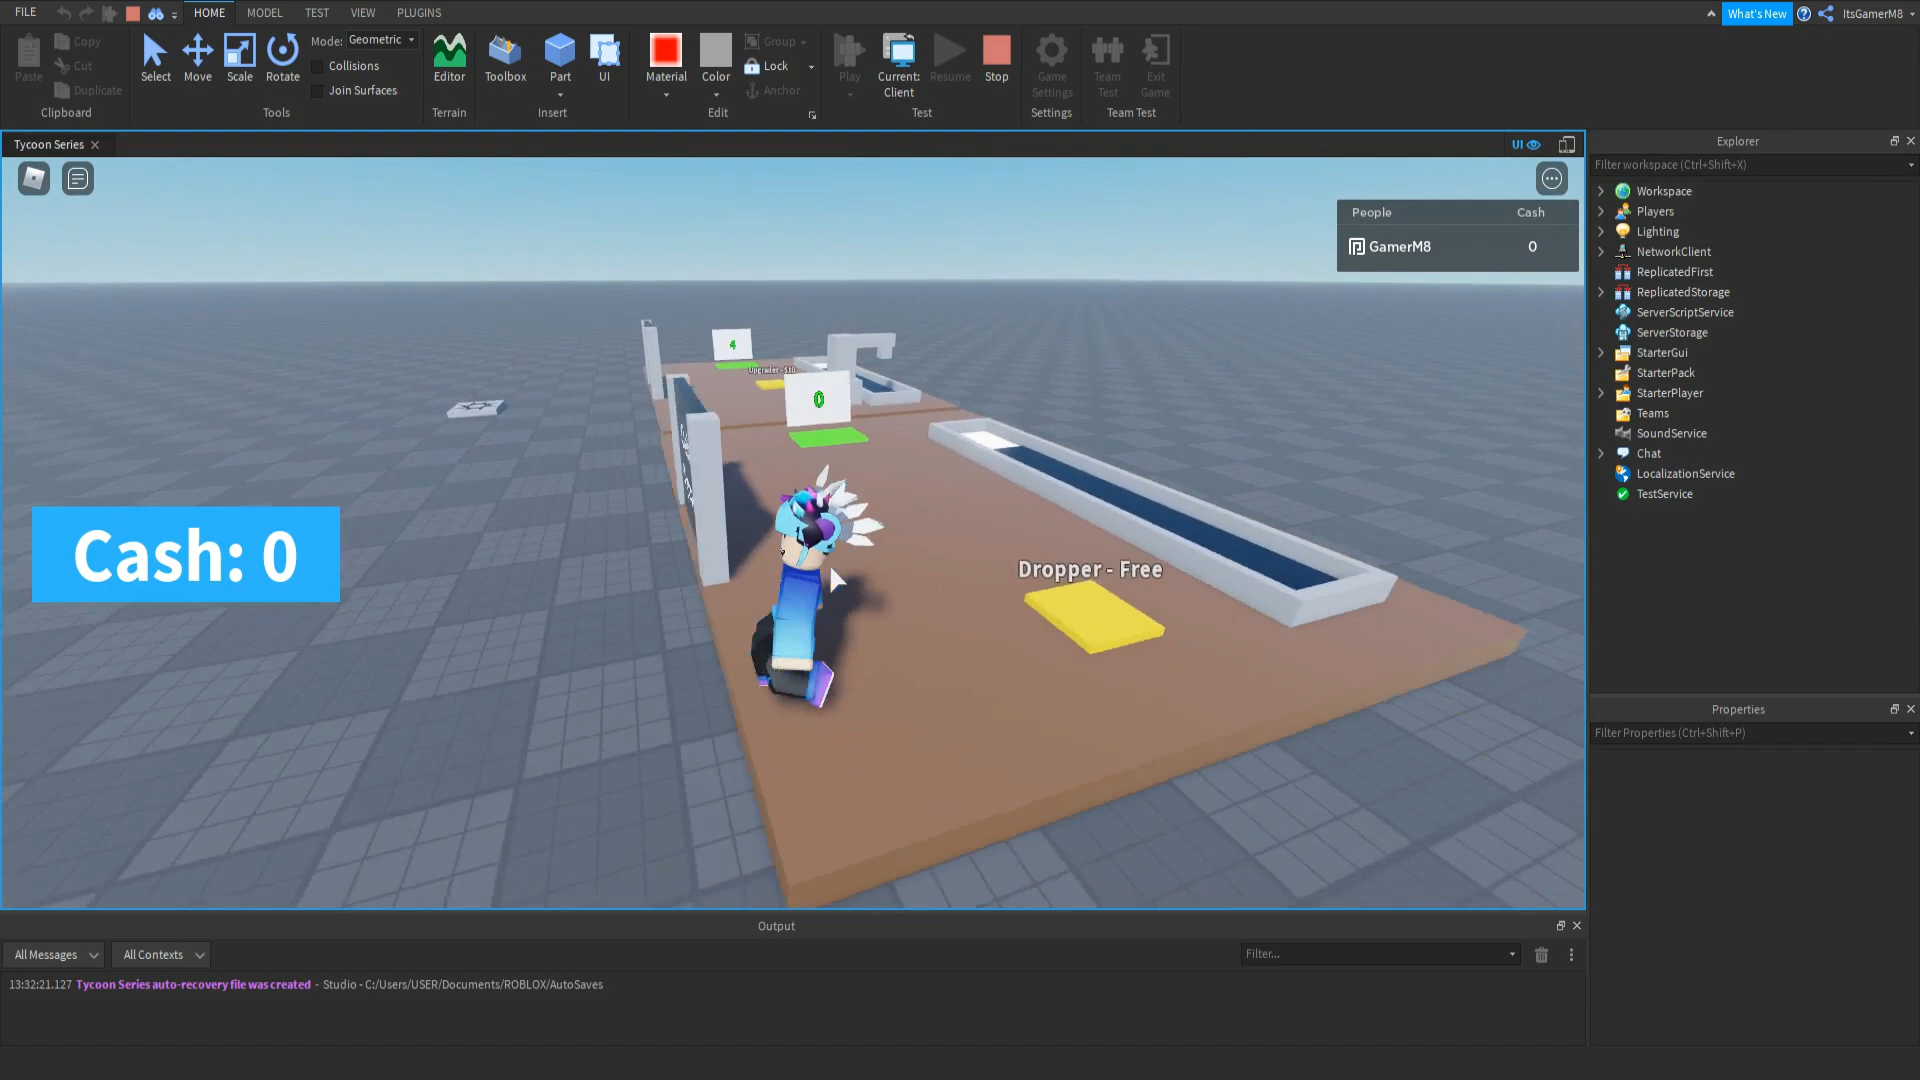 FILE HOME MODEL TEST VIEW PLUGINS What's New ItsGamerM8
Paste Copy Cut Duplicate Clipboard
Select Move Scale Rotate Mode: Geometric Collisions Join Surfaces Tools
Editor Terrain
Toolbox Part UI Insert
Material Color Group Lock Anchor Edit
Play Current: Client Resume Stop Test
Game Settings Settings
Team Test Exit Game Team Test
Tycoon Series
UI
People Cash
GamerM8 0
4
Upgrader - $10
0
Dropper - Free
Cash: 0
Explorer
Filter workspace (Ctrl+Shift+X)
Workspace
Players
Lighting
NetworkClient
ReplicatedFirst
ReplicatedStorage
ServerScriptService
ServerStorage
StarterGui
StarterPack
StarterPlayer
Teams
SoundService
Chat
LocalizationService
TestService
Properties
Filter Properties (Ctrl+Shift+P)
Output
All Messages All Contexts Filter...
13:32:21.127 Tycoon Series auto-recovery file was created - Studio - C:/Users/USER/Documents/ROBLOX/AutoSaves